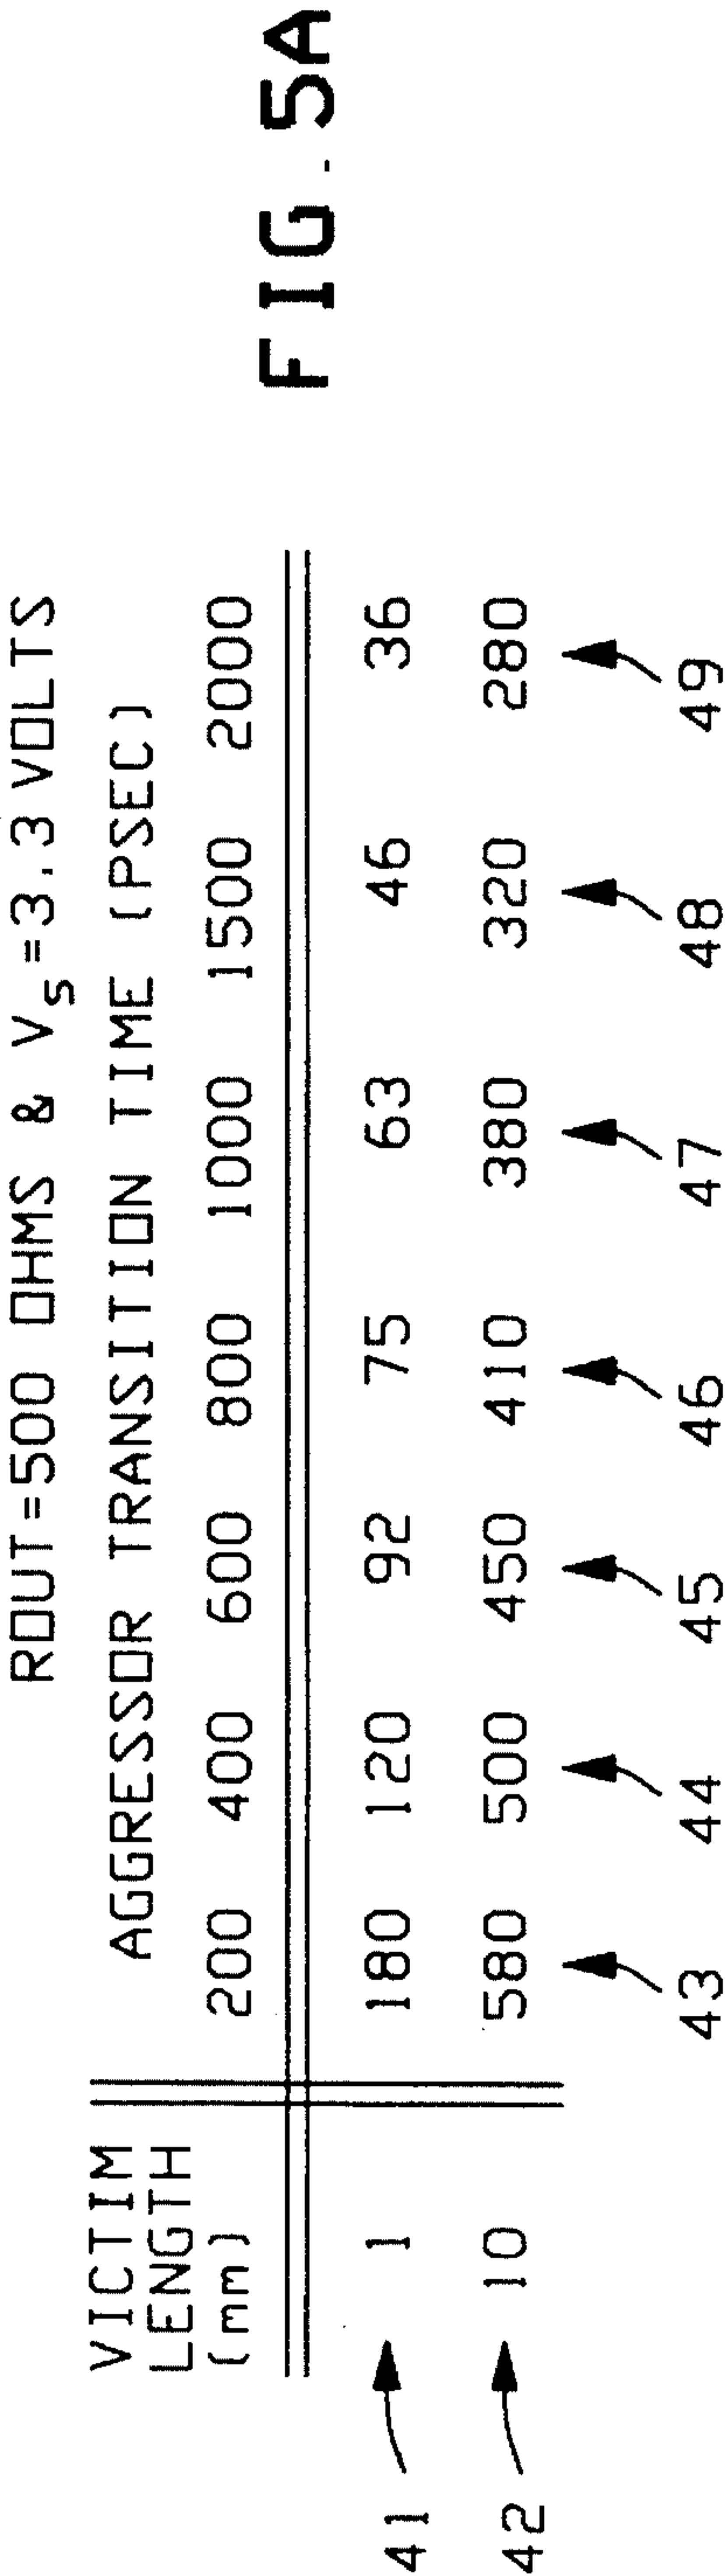 ROUT=500 OHMS & Vs=3.3 VOLTS
VICTIM LENGTH (mm)
AGGRESSOR TRANSITION TIME (PSEC)
200 400 600 800 1000 1500 2000
41 1 180 120 92 75 63 46 36
42 10 580 500 450 410 380 320 280
43 44 45 46 47 48 49
FIG. 5A